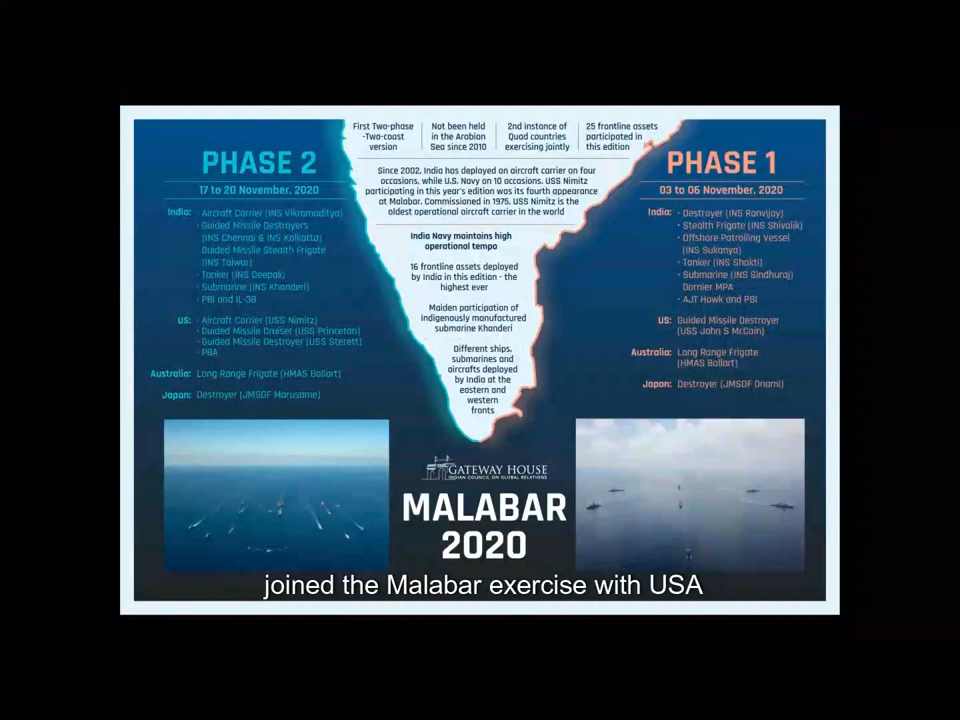 First Two-phase
-Two-coast
version
Not been held
in the Arabian
Sea since 2010
2nd instance of
Quad countries
exercising jointly
25 frontline assets
participated in
this edition
Since 2002, India has deployed on aircraft carrier on four
occasions, while U.S. Navy on 10 occasions. USS Nimitz
participating in this year's edition was its fourth appearance
at Malabar. Commissioned in 1975, USS Nimitz is the
oldest operational aircraft carrier in the world
India Navy maintains high
operational tempo
16 frontline assets deployed
by India in this edition - the
highest ever
Maiden participation of
indigenously manufactured
submarine Khanderi
Different ships,
submarines and
aircrafts deployed
by India at the
eastern and
western
fronts
PHASE 2
17 to 20 November, 2020
India: · Aircraft Carrier (INS Vikramaditya)
· Guided Missile Destroyers
(INS Chennai & INS Kolkatta)
· Guided Missile Stealth Frigate
(INS Talwar)
· Tanker (INS Deepak)
· Submarine (INS Khanderi)
· P8I and IL-38
US: · Aircraft Carrier (USS Nimitz)
· Guided Missile Cruiser (USS Princetan)
· Guided Missile Destroyer (USS Sterett)
· P8A
Australia: Long Range Frigate (HMAS Ballart)
Japan: Destroyer (JMSDF Marusame)
PHASE 1
03 to 06 November, 2020
India: · Destroyer (INS Ranvijoy)
· Stealth Frigate (INS Shivalik)
· Offshore Patrolling Vessel
(INS Sukanya)
· Tanker (INS Shakti)
· Submarine (INS Sindhuraj)
Dornier MPA
· AJT Hawk and P8I
US: Guided Missile Destroyer
(USS John S McCain)
Australia: Long Range Frigate
(HMAS Ballart)
Japan: Destroyer (JMSDF Onami)
GATEWAY HOUSE
INDIAN COUNCIL ON GLOBAL RELATIONS
MALABAR
2020
joined the Malabar exercise with USA